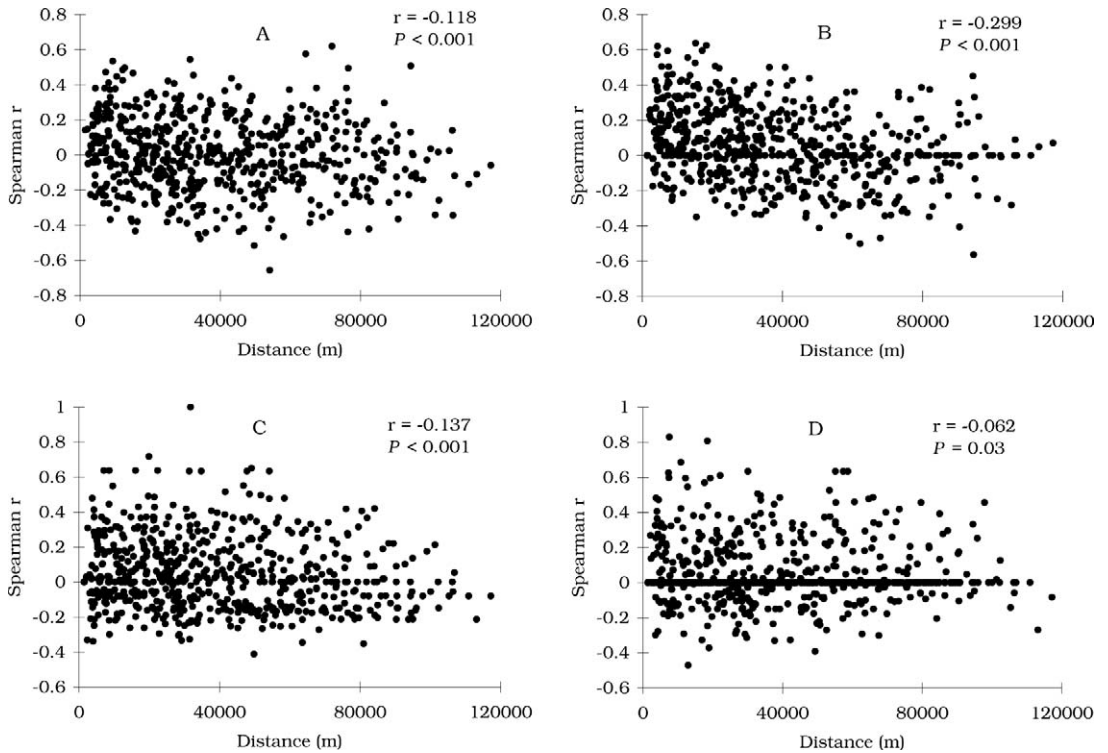 A
r = -0.118
P < 0.001
0.8
0.6
0.4
0.2
0
-0.2
-0.4
-0.6
-0.8
Spearman r
0 40000 80000 120000
Distance (m)
B
r = -0.299
P < 0.001
0.8
0.6
0.4
0.2
0
-0.2
-0.4
-0.6
-0.8
Spearman r
0 40000 80000 120000
Distance (m)
C
r = -0.137
P < 0.001
1
0.8
0.6
0.4
0.2
0
-0.2
-0.4
-0.6
Spearman r
0 40000 80000 120000
Distance (m)
D
r = -0.062
P = 0.03
1
0.8
0.6
0.4
0.2
0
-0.2
-0.4
-0.6
Spearman r
0 40000 80000 120000
Distance (m)